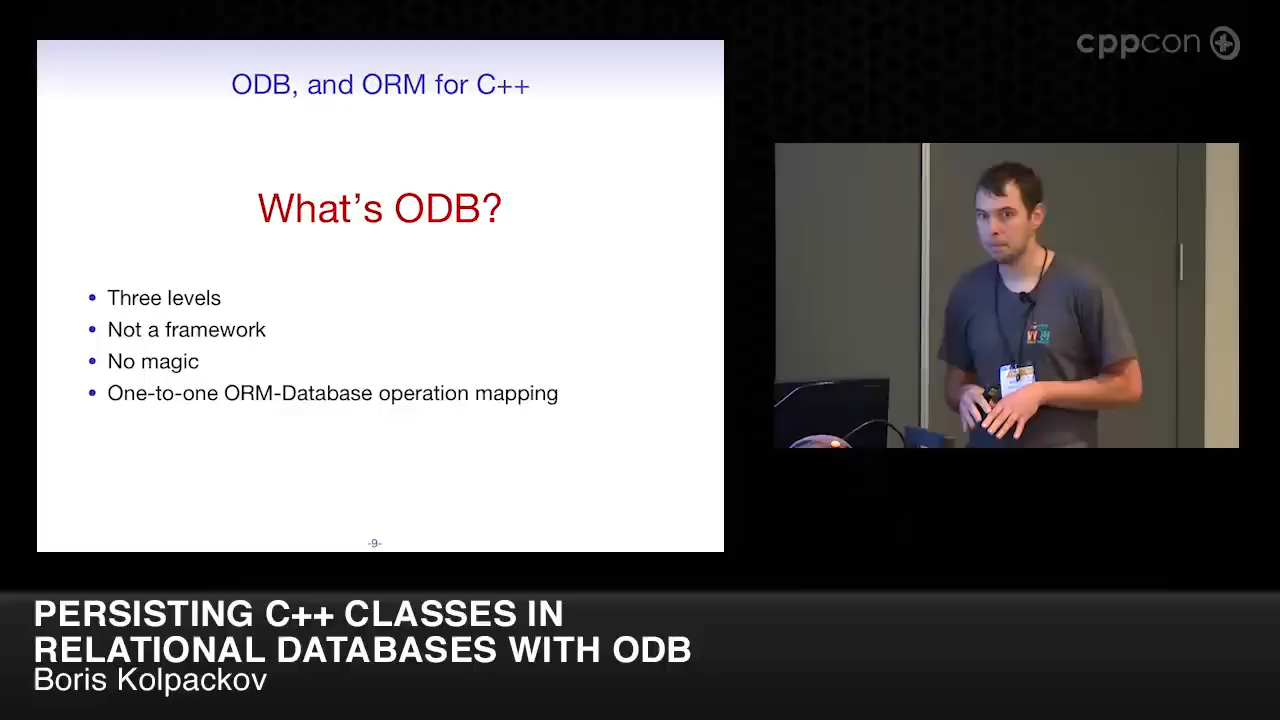 cppcon
ODB, and ORM for C++
What's ODB?
• Three levels
• Not a framework
• No magic
• One-to-one ORM-Database operation mapping
-9-
PERSISTING C++ CLASSES IN
RELATIONAL DATABASES WITH ODB
Boris Kolpackov